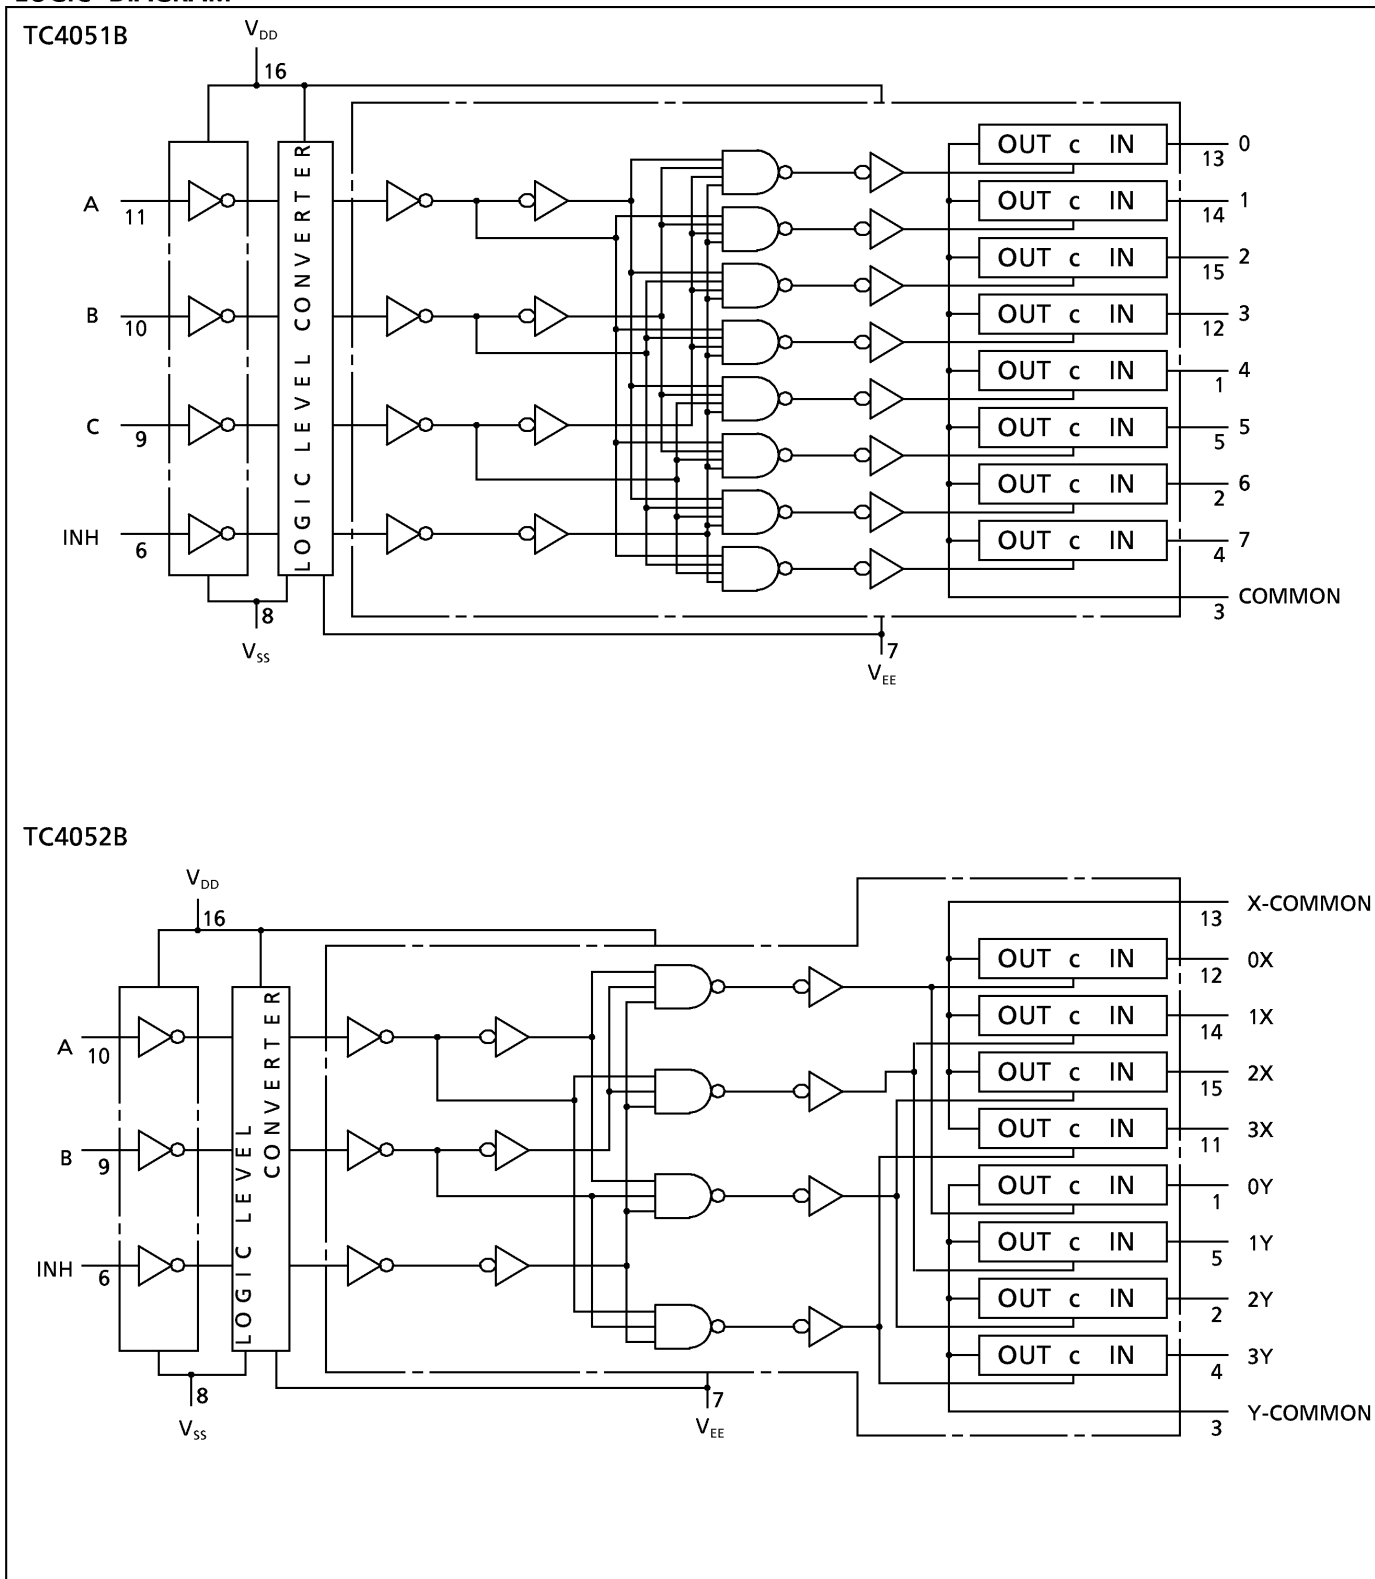 LOGIC DIAGRAM
TC4051B
VDD
16
A
11
B
10
C
9
INH
6
LOGIC LEVEL CONVERTER
OUT c IN
13
0
OUT c IN
14
1
OUT c IN
15
2
OUT c IN
12
3
OUT c IN
1
4
OUT c IN
5
5
OUT c IN
2
6
OUT c IN
4
7
3
COMMON
8
VSS
7
VEE
TC4052B
VDD
16
A
10
B
9
INH
6
LOGIC LEVEL
CONVERTER
13
X-COMMON
OUT c IN
12
0X
OUT c IN
14
1X
OUT c IN
15
2X
OUT c IN
11
3X
OUT c IN
1
0Y
OUT c IN
5
1Y
OUT c IN
2
2Y
OUT c IN
4
3Y
3
Y-COMMON
8
VSS
7
VEE